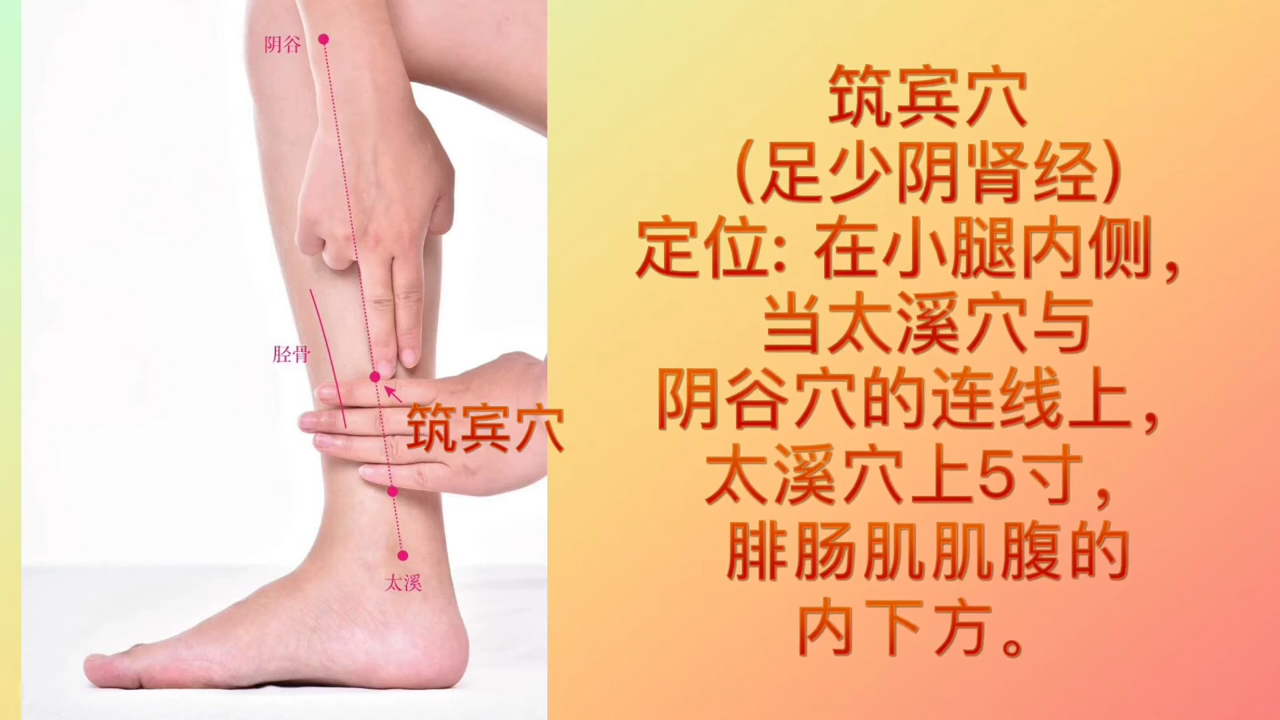 阴谷
胫骨
筑宾穴
太溪
筑宾穴
（足少阴肾经）
定位: 在小腿内侧，
当太溪穴与
阴谷穴的连线上，
太溪穴上5寸，
腓肠肌肌腹的
内下方。